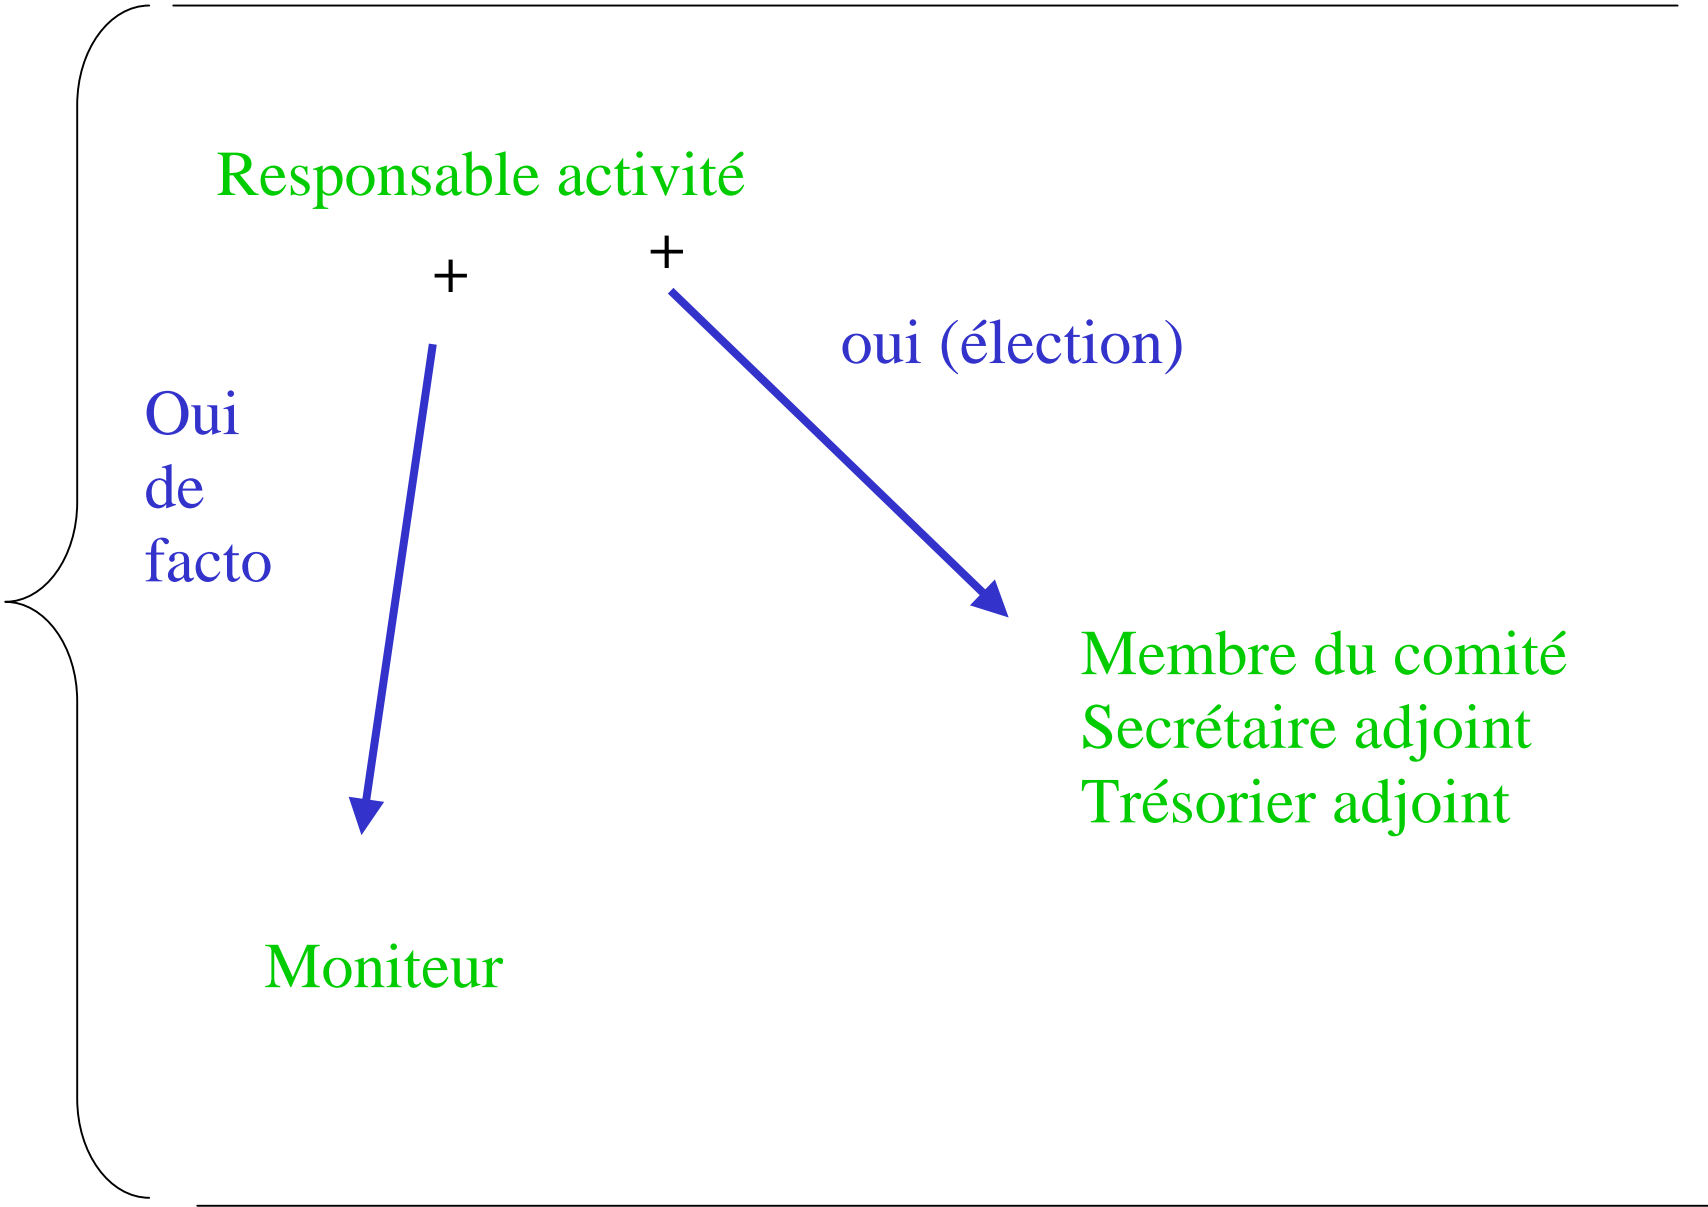 Responsable activité
+
+
oui (élection)
Oui
de
facto
Membre du comité
Secrétaire adjoint
Trésorier adjoint
Moniteur